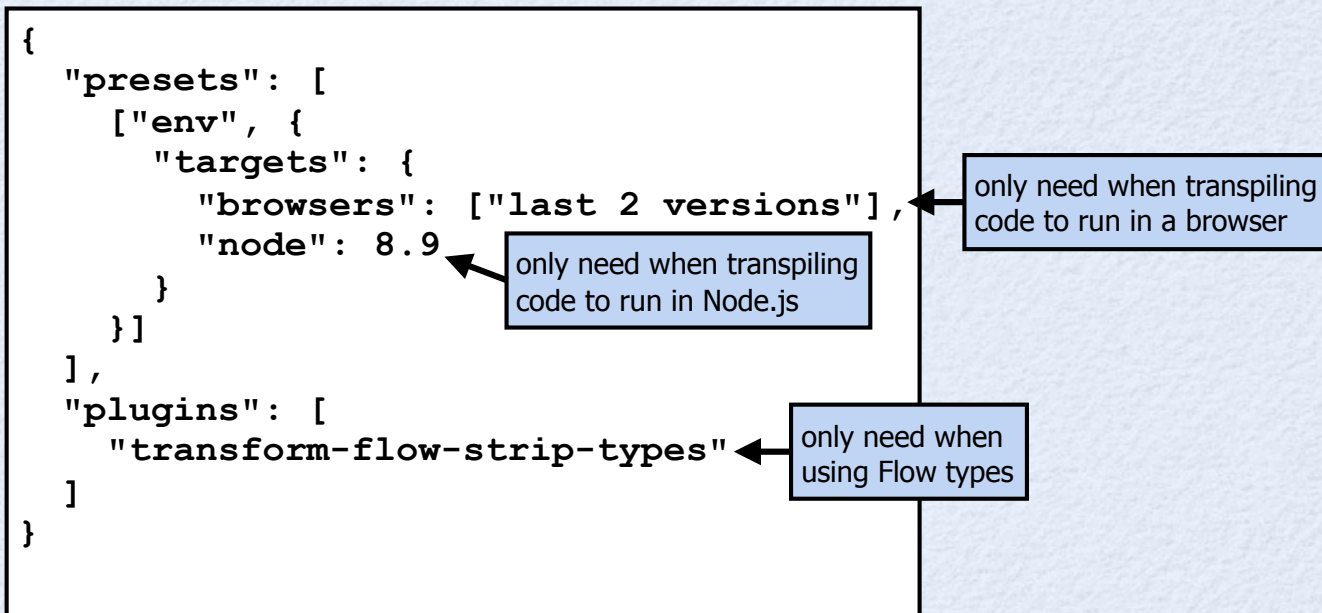 {
  "presets": [
    ["env", {
      "targets": {
        "browsers": ["last 2 versions"],
        "node": 8.9
      }
    }]
  ],
  "plugins": [
    "transform-flow-strip-types"
  ]
}
only need when transpiling
code to run in a browser
only need when transpiling
code to run in Node.js
only need when
using Flow types